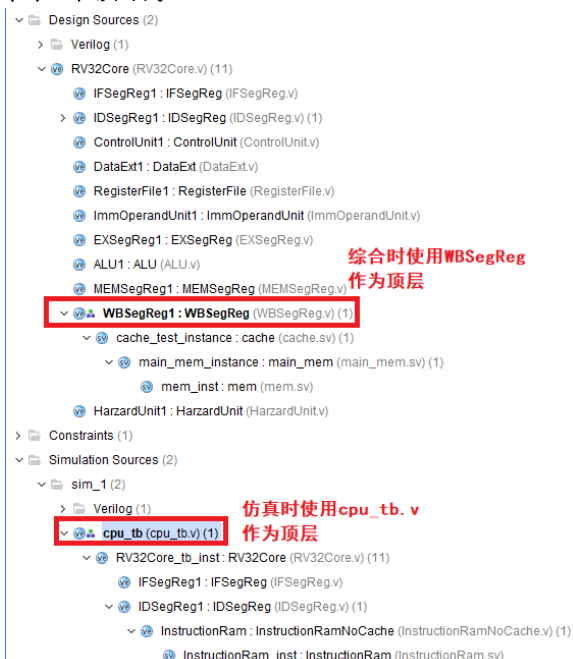 Design Sources (2)
Verilog (1)
RV32Core (RV32Core.v) (11)
IFSegReg1 : IFSegReg (IFSegReg.v)
IDSegReg1 : IDSegReg (IDSegReg.v) (1)
ControlUnit1 : ControlUnit (ControlUnit.v)
DataExt1 : DataExt (DataExt.v)
RegisterFile1 : RegisterFile (RegisterFile.v)
ImmOperandUnit1 : ImmOperandUnit (ImmOperandUnit.v)
EXSegReg1 : EXSegReg (EXSegReg.v)
ALU1 : ALU (ALU.v)
综合时使用WBSegReg
作为顶层
MEMSegReg1 : MEMSegReg (MEMSegReg.v)
WBSegReg1 : WBSegReg (WBSegReg.v) (1)
cache_test_instance : cache (cache.sv) (1)
main_mem_instance : main_mem (main_mem.sv) (1)
mem_inst : mem (mem.sv)
HarzardUnit1 : HarzardUnit (HarzardUnit.v)
Constraints (1)
Simulation Sources (2)
sim_1 (2)
Verilog (1)
仿真时使用cpu_tb.v
作为顶层
cpu_tb (cpu_tb.v) (1)
RV32Core_tb_inst : RV32Core (RV32Core.v) (11)
IFSegReg1 : IFSegReg (IFSegReg.v)
IDSegReg1 : IDSegReg (IDSegReg.v) (1)
InstructionRam : InstructionRamNoCache (InstructionRamNoCache.v) (1)
InstructionRam_inst : InstructionRam (InstructionRam.sv)